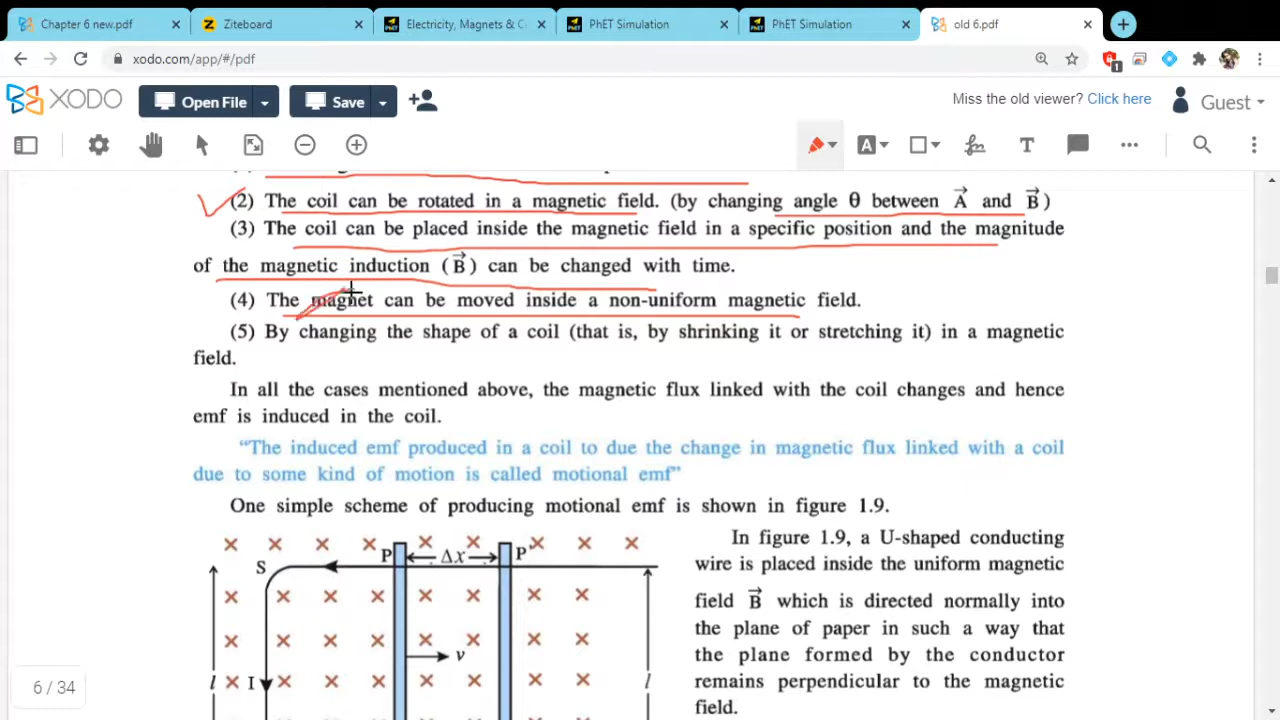 Chapter 6 new.pdf
Ziteboard
Electricity, Magnets & C
PhET Simulation
PhET Simulation
old 6.pdf
xodo.com/app/#/pdf
1
XODO
Open File
Save
Miss the old viewer? Click here
Guest
A
T
(2) The coil can be rotated in a magnetic field. (by changing angle θ between A⃗ and B⃗)
(3) The coil can be placed inside the magnetic field in a specific position and the magnitude
of the magnetic induction (B⃗) can be changed with time.
(4) The magnet can be moved inside a non-uniform magnetic field.
(5) By changing the shape of a coil (that is, by shrinking it or stretching it) in a magnetic
field.
In all the cases mentioned above, the magnetic flux linked with the coil changes and hence
emf is induced in the coil.
“The induced emf produced in a coil to due the change in magnetic flux linked with a coil
due to some kind of motion is called motional emf”
One simple scheme of producing motional emf is shown in figure 1.9.
P
Δx
P'
S
v
l
I
l
In figure 1.9, a U-shaped conducting
wire is placed inside the uniform magnetic
field B⃗ which is directed normally into
the plane of paper in such a way that
the plane formed by the conductor
remains perpendicular to the magnetic
field.
6 / 34